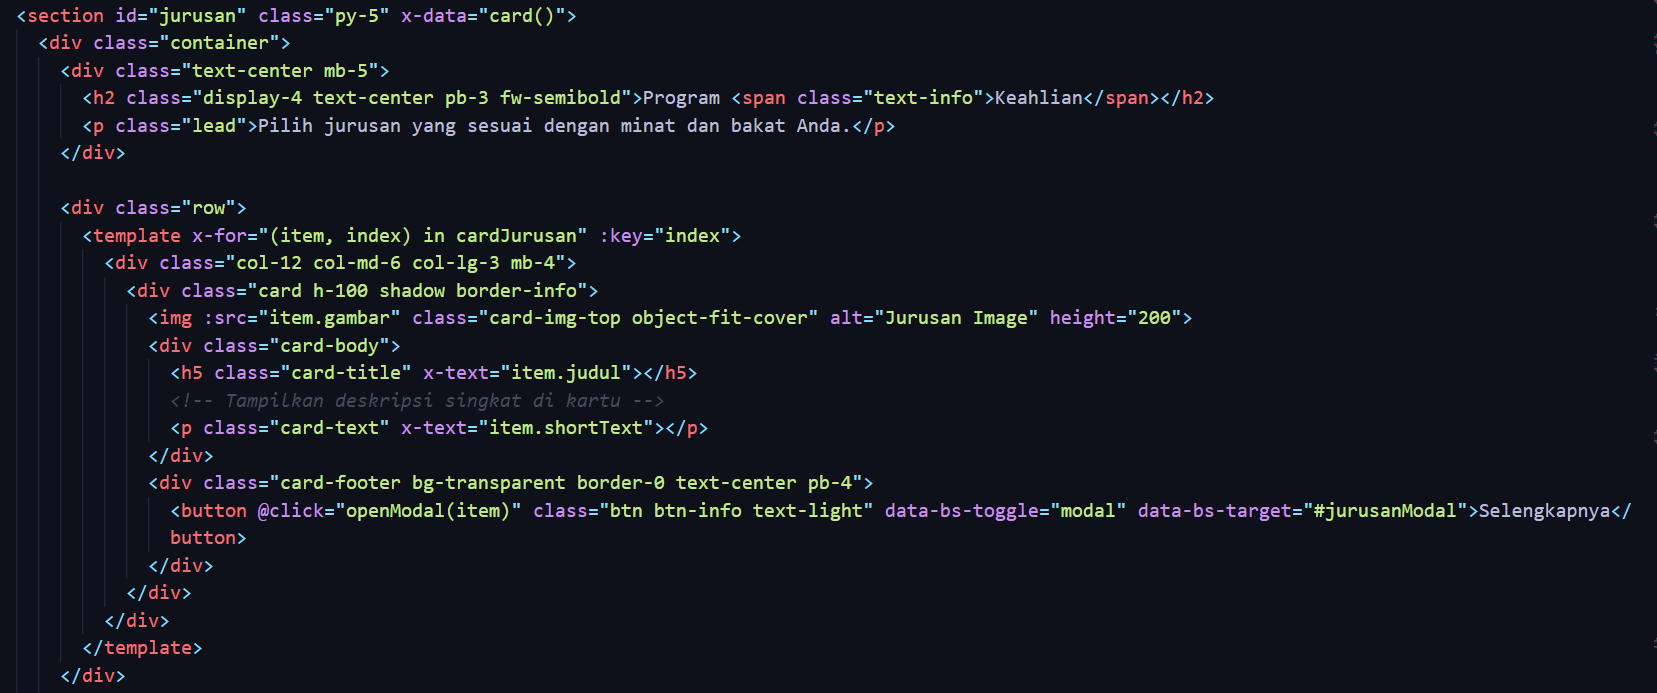 <section id="jurusan" class="py-5" x-data="card()">
<div class="container">
<div class="text-center mb-5">
<h2 class="display-4 text-center pb-3 fw-semibold">Program <span class="text-info">Keahlian</span></h2>
<p class="lead">Pilih jurusan yang sesuai dengan minat dan bakat Anda.</p>
</div>
<div class="row">
<template x-for="(item, index) in cardJurusan" :key="index">
<div class="col-12 col-md-6 col-lg-3 mb-4">
<div class="card h-100 shadow border-info">
<img :src="item.gambar" class="card-img-top object-fit-cover" alt="Jurusan Image" height="200">
<div class="card-body">
<h5 class="card-title" x-text="item.judul"></h5>
<!-- Tampilkan deskripsi singkat di kartu -->
<p class="card-text" x-text="item.shortText"></p>
</div>
<div class="card-footer bg-transparent border-0 text-center pb-4">
<button @click="openModal(item)" class="btn btn-info text-light" data-bs-toggle="modal" data-bs-target="#jurusanModal">Selengkapnya</
button>
</div>
</div>
</div>
</template>
</div>